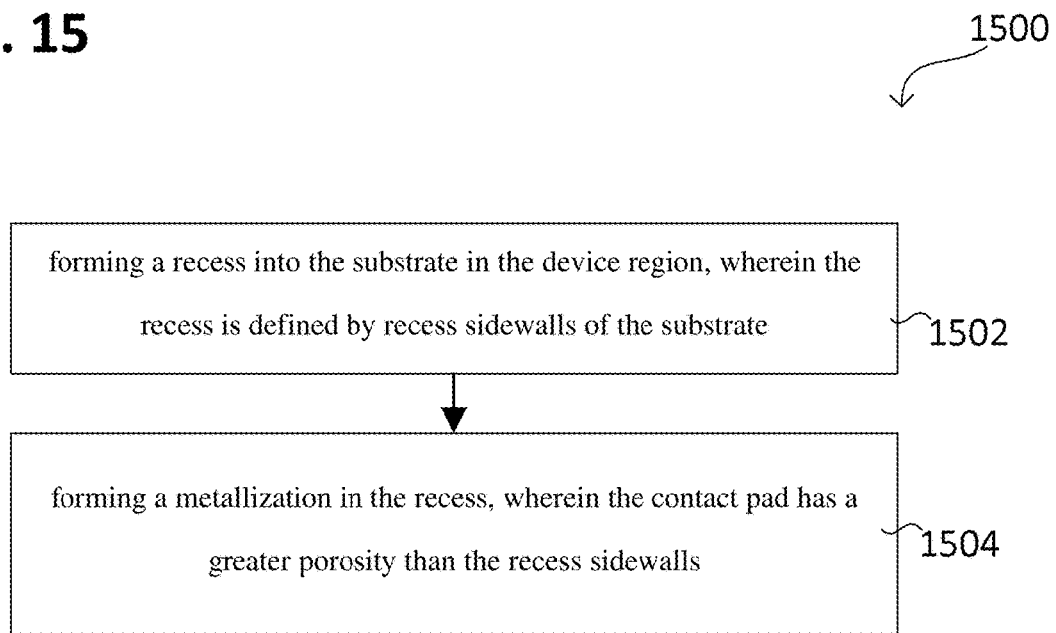 . 15
1500
forming a recess into the substrate in the device region, wherein the
recess is defined by recess sidewalls of the substrate
1502
forming a metallization in the recess, wherein the contact pad has a
greater porosity than the recess sidewalls
1504